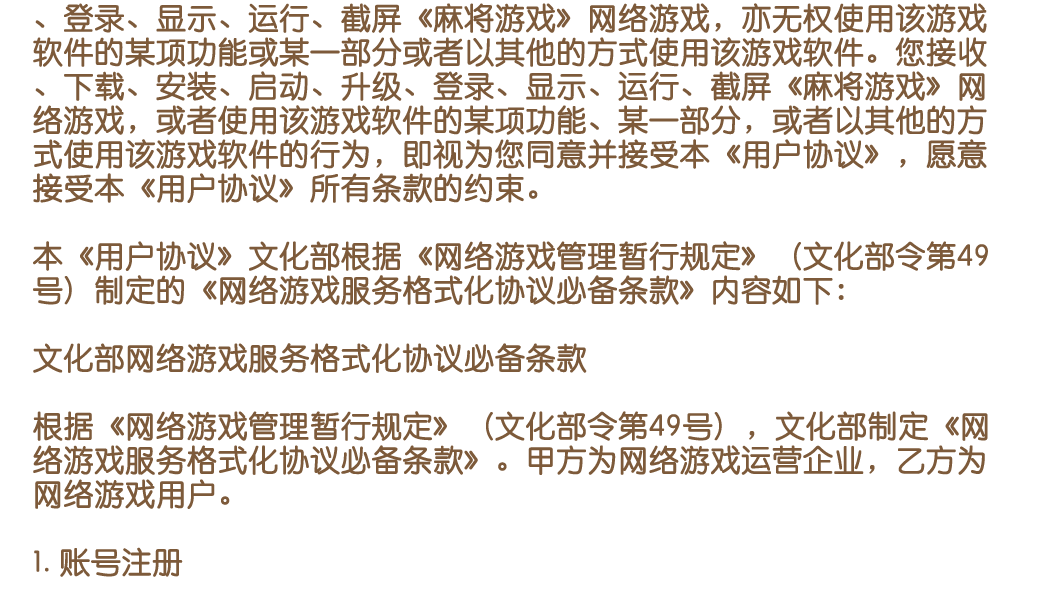 、登录、显示、运行、截屏《麻将游戏》网络游戏，亦无权使用该游戏
软件的某项功能或某一部分或者以其他的方式使用该游戏软件。您接收
、下载、安装、启动、升级、登录、显示、运行、截屏《麻将游戏》网
络游戏，或者使用该游戏软件的某项功能、某一部分，或者以其他的方
式使用该游戏软件的行为，即视为您同意并接受本《用户协议》，愿意
接受本《用户协议》所有条款的约束。
本《用户协议》文化部根据《网络游戏管理暂行规定》（文化部令第49
号）制定的《网络游戏服务格式化协议必备条款》内容如下：
文化部网络游戏服务格式化协议必备条款
根据《网络游戏管理暂行规定》（文化部令第49号），文化部制定《网
络游戏服务格式化协议必备条款》。甲方为网络游戏运营企业，乙方为
网络游戏用户。
1. 账号注册